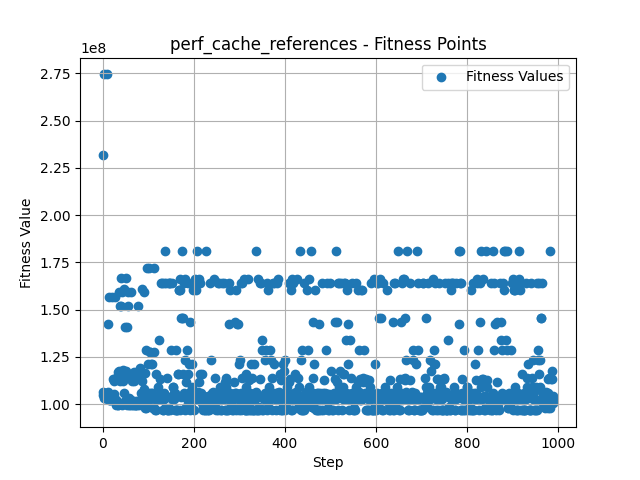 perf_cache_references - Fitness Points
1e8
Fitness Values
2.75
2.50
2.25
2.00
1.75
1.50
1.25
1.00
Fitness Value
0 200 400 600 800 1000
Step